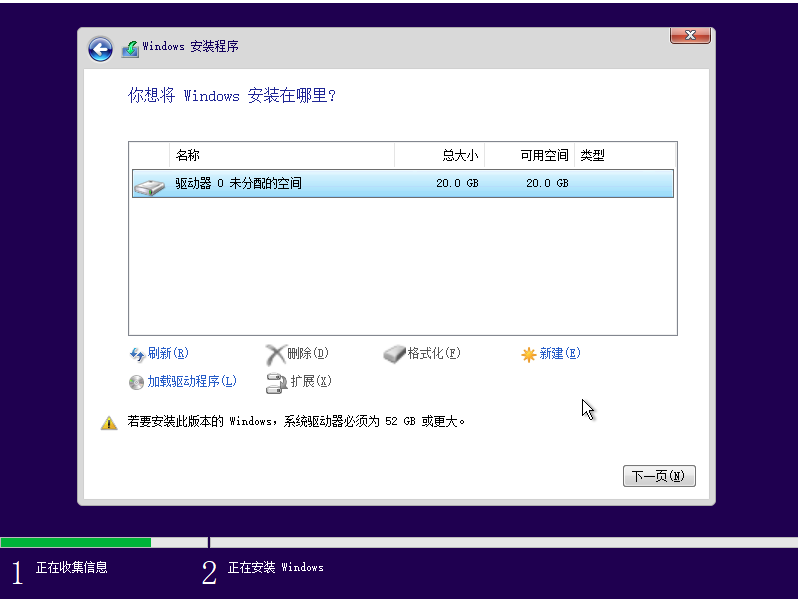 Windows 安装程序
你想将 Windows 安装在哪里?
名称 总大小 可用空间 类型
驱动器 0 未分配的空间 20.0 GB 20.0 GB
刷新(R) 删除(D) 格式化(F) 新建(E)
加载驱动程序(L) 扩展(X)
若要安装此版本的 Windows，系统驱动器必须为 52 GB 或更大。
下一页(N)
1 正在收集信息 2 正在安装 Windows